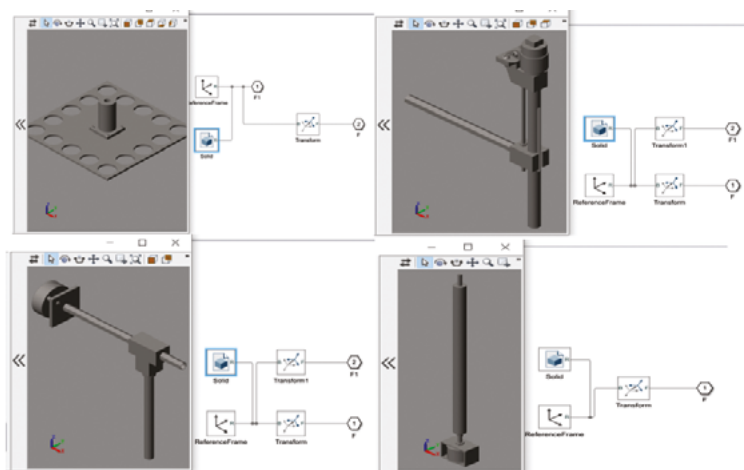 ReferenceFrame
F1
Solid
Transform
F
Solid
Transform1
F1
ReferenceFrame
Transform
F
Solid
Transform1
F1
ReferenceFrame
Transform
F
Solid
Transform
F
ReferenceFrame